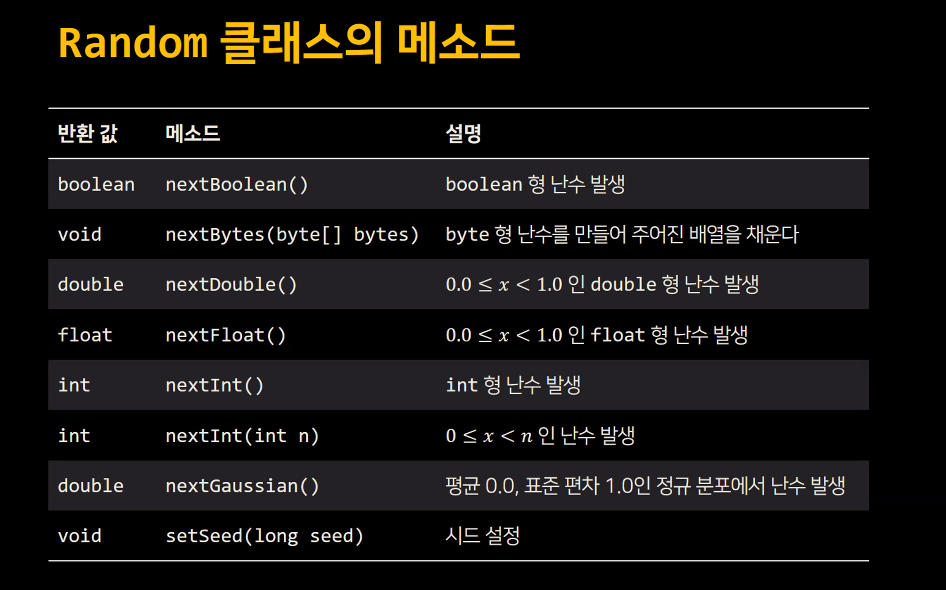 Random 클래스의 메소드
반환 값 메소드 설명
boolean nextBoolean() boolean 형 난수 발생
void nextBytes(byte[] bytes) byte 형 난수를 만들어 주어진 배열을 채운다
double nextDouble() 0.0 ≤ x < 1.0 인 double 형 난수 발생
float nextFloat() 0.0 ≤ x < 1.0 인 float 형 난수 발생
int nextInt() int 형 난수 발생
int nextInt(int n) 0 ≤ x < n 인 난수 발생
double nextGaussian() 평균 0.0, 표준 편차 1.0인 정규 분포에서 난수 발생
void setSeed(long seed) 시드 설정